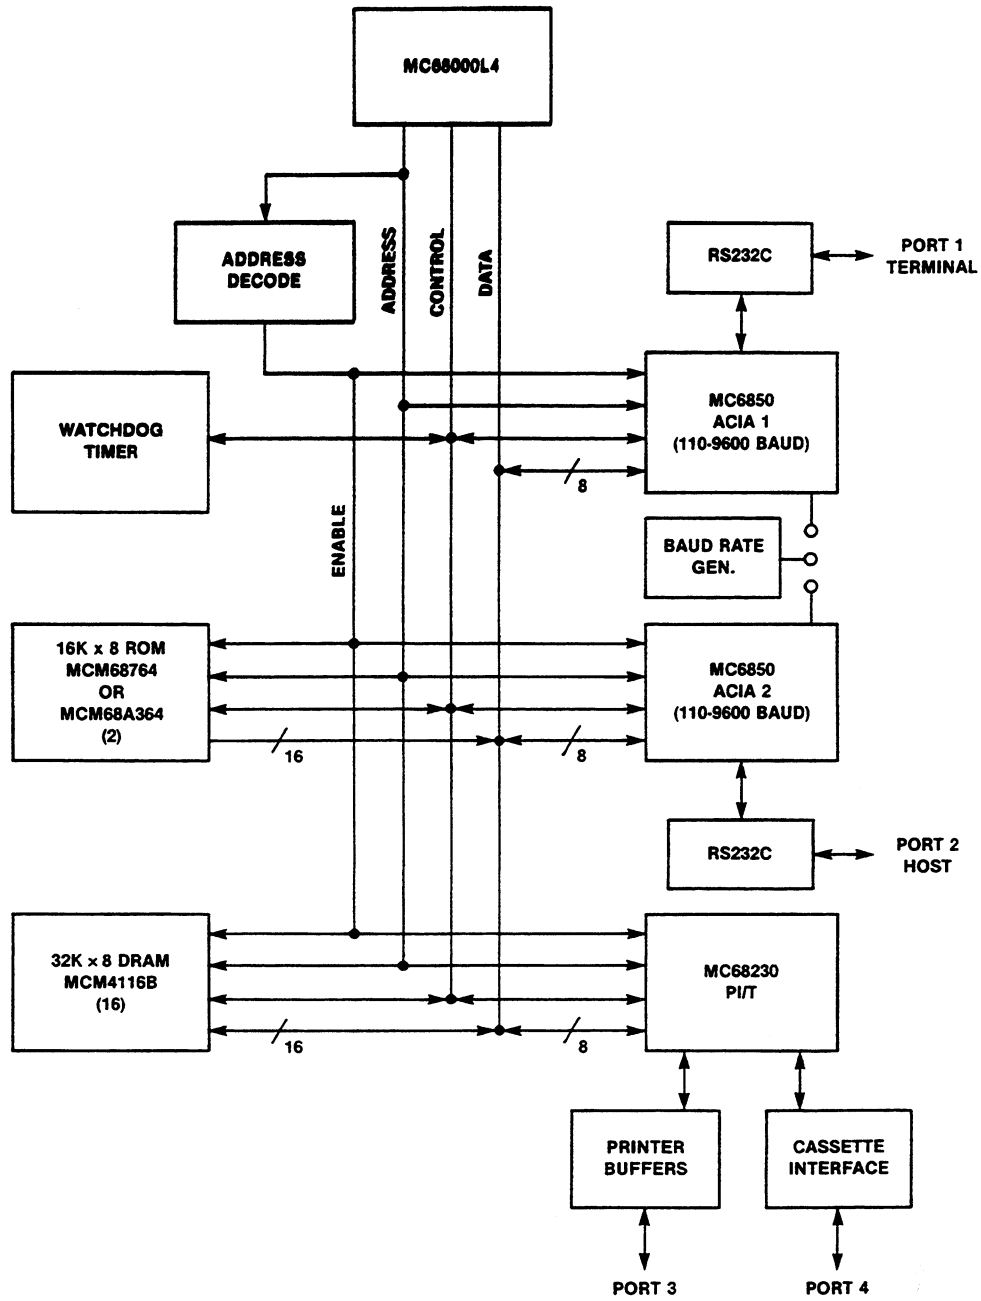 MC68000L4
ADDRESS
DECODE
ADDRESS
CONTROL
DATA
RS232C
PORT 1
TERMINAL
WATCHDOG
TIMER
MC6850
ACIA 1
(110-9600 BAUD)
8
ENABLE
BAUD RATE
GEN.
16K x 8 ROM
MCM68764
OR
MCM68A364
(2)
16
8
MC6850
ACIA 2
(110-9600 BAUD)
RS232C
PORT 2
HOST
32K × 8 DRAM
MCM4116B
(16)
16
8
MC68230
PI/T
PRINTER
BUFFERS
CASSETTE
INTERFACE
PORT 3
PORT 4